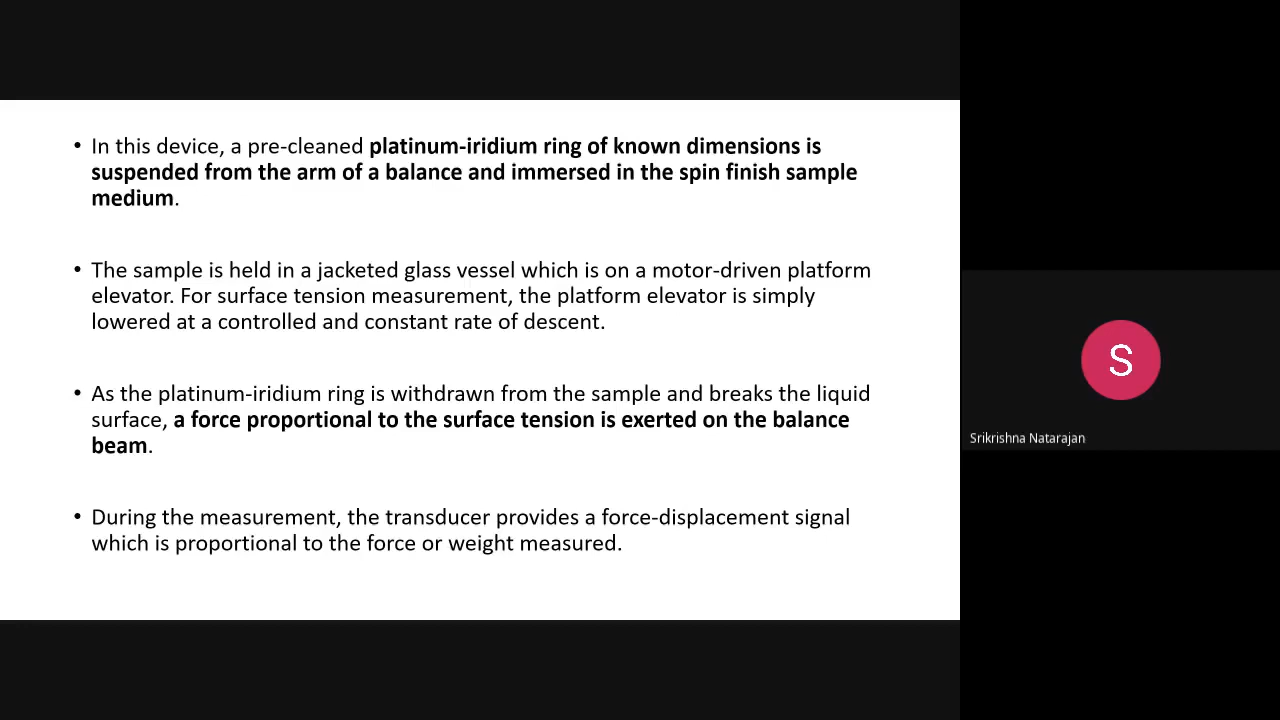 • In this device, a pre-cleaned platinum-iridium ring of known dimensions is
suspended from the arm of a balance and immersed in the spin finish sample
medium.
• The sample is held in a jacketed glass vessel which is on a motor-driven platform
elevator. For surface tension measurement, the platform elevator is simply
lowered at a controlled and constant rate of descent.
• As the platinum-iridium ring is withdrawn from the sample and breaks the liquid
surface, a force proportional to the surface tension is exerted on the balance
beam.
• During the measurement, the transducer provides a force-displacement signal
which is proportional to the force or weight measured.
S
Srikrishna Natarajan